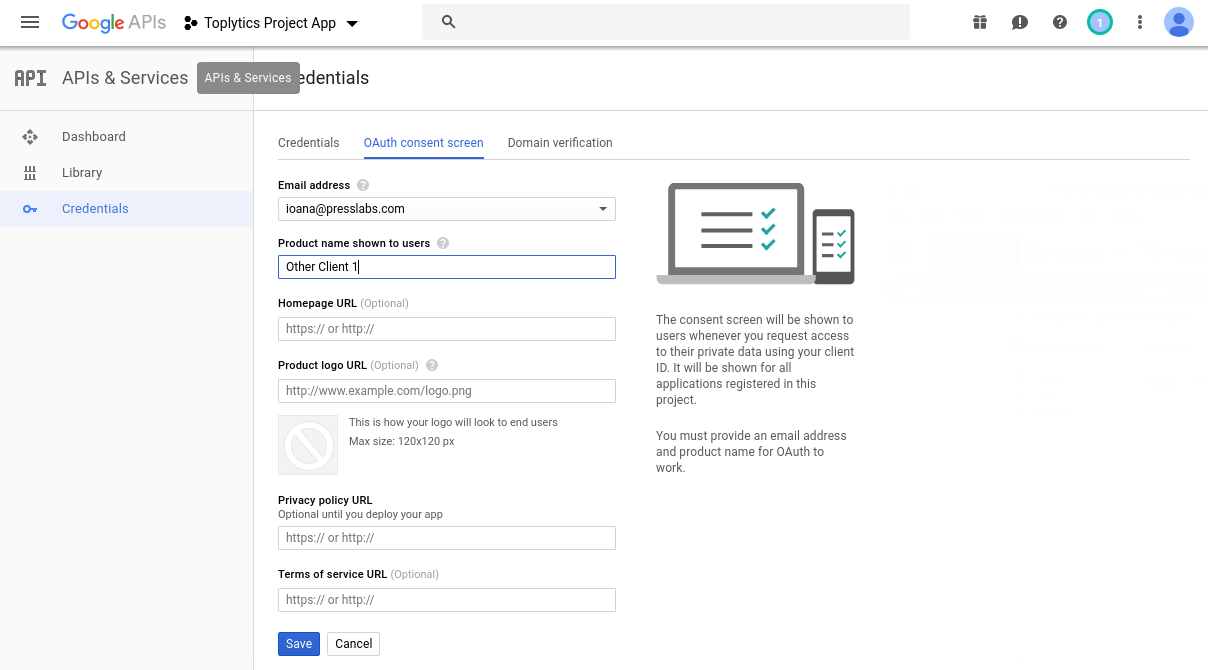 Google APIs
Toplytics Project App
1
API
APIs & Services
APIs & Services
edentials
Dashboard
Library
Credentials
Credentials
OAuth consent screen
Domain verification
Email address ?
ioana@presslabs.com
Product name shown to users ?
Other Client 1
Homepage URL (Optional)
https:// or http://
Product logo URL (Optional) ?
http://www.example.com/logo.png
This is how your logo will look to end users
Max size: 120x120 px
Privacy policy URL
Optional until you deploy your app
https:// or http://
Terms of service URL (Optional)
https:// or http://
Save
Cancel
The consent screen will be shown to
users whenever you request access
to their private data using your client
ID. It will be shown for all
applications registered in this
project.
You must provide an email address
and product name for OAuth to
work.